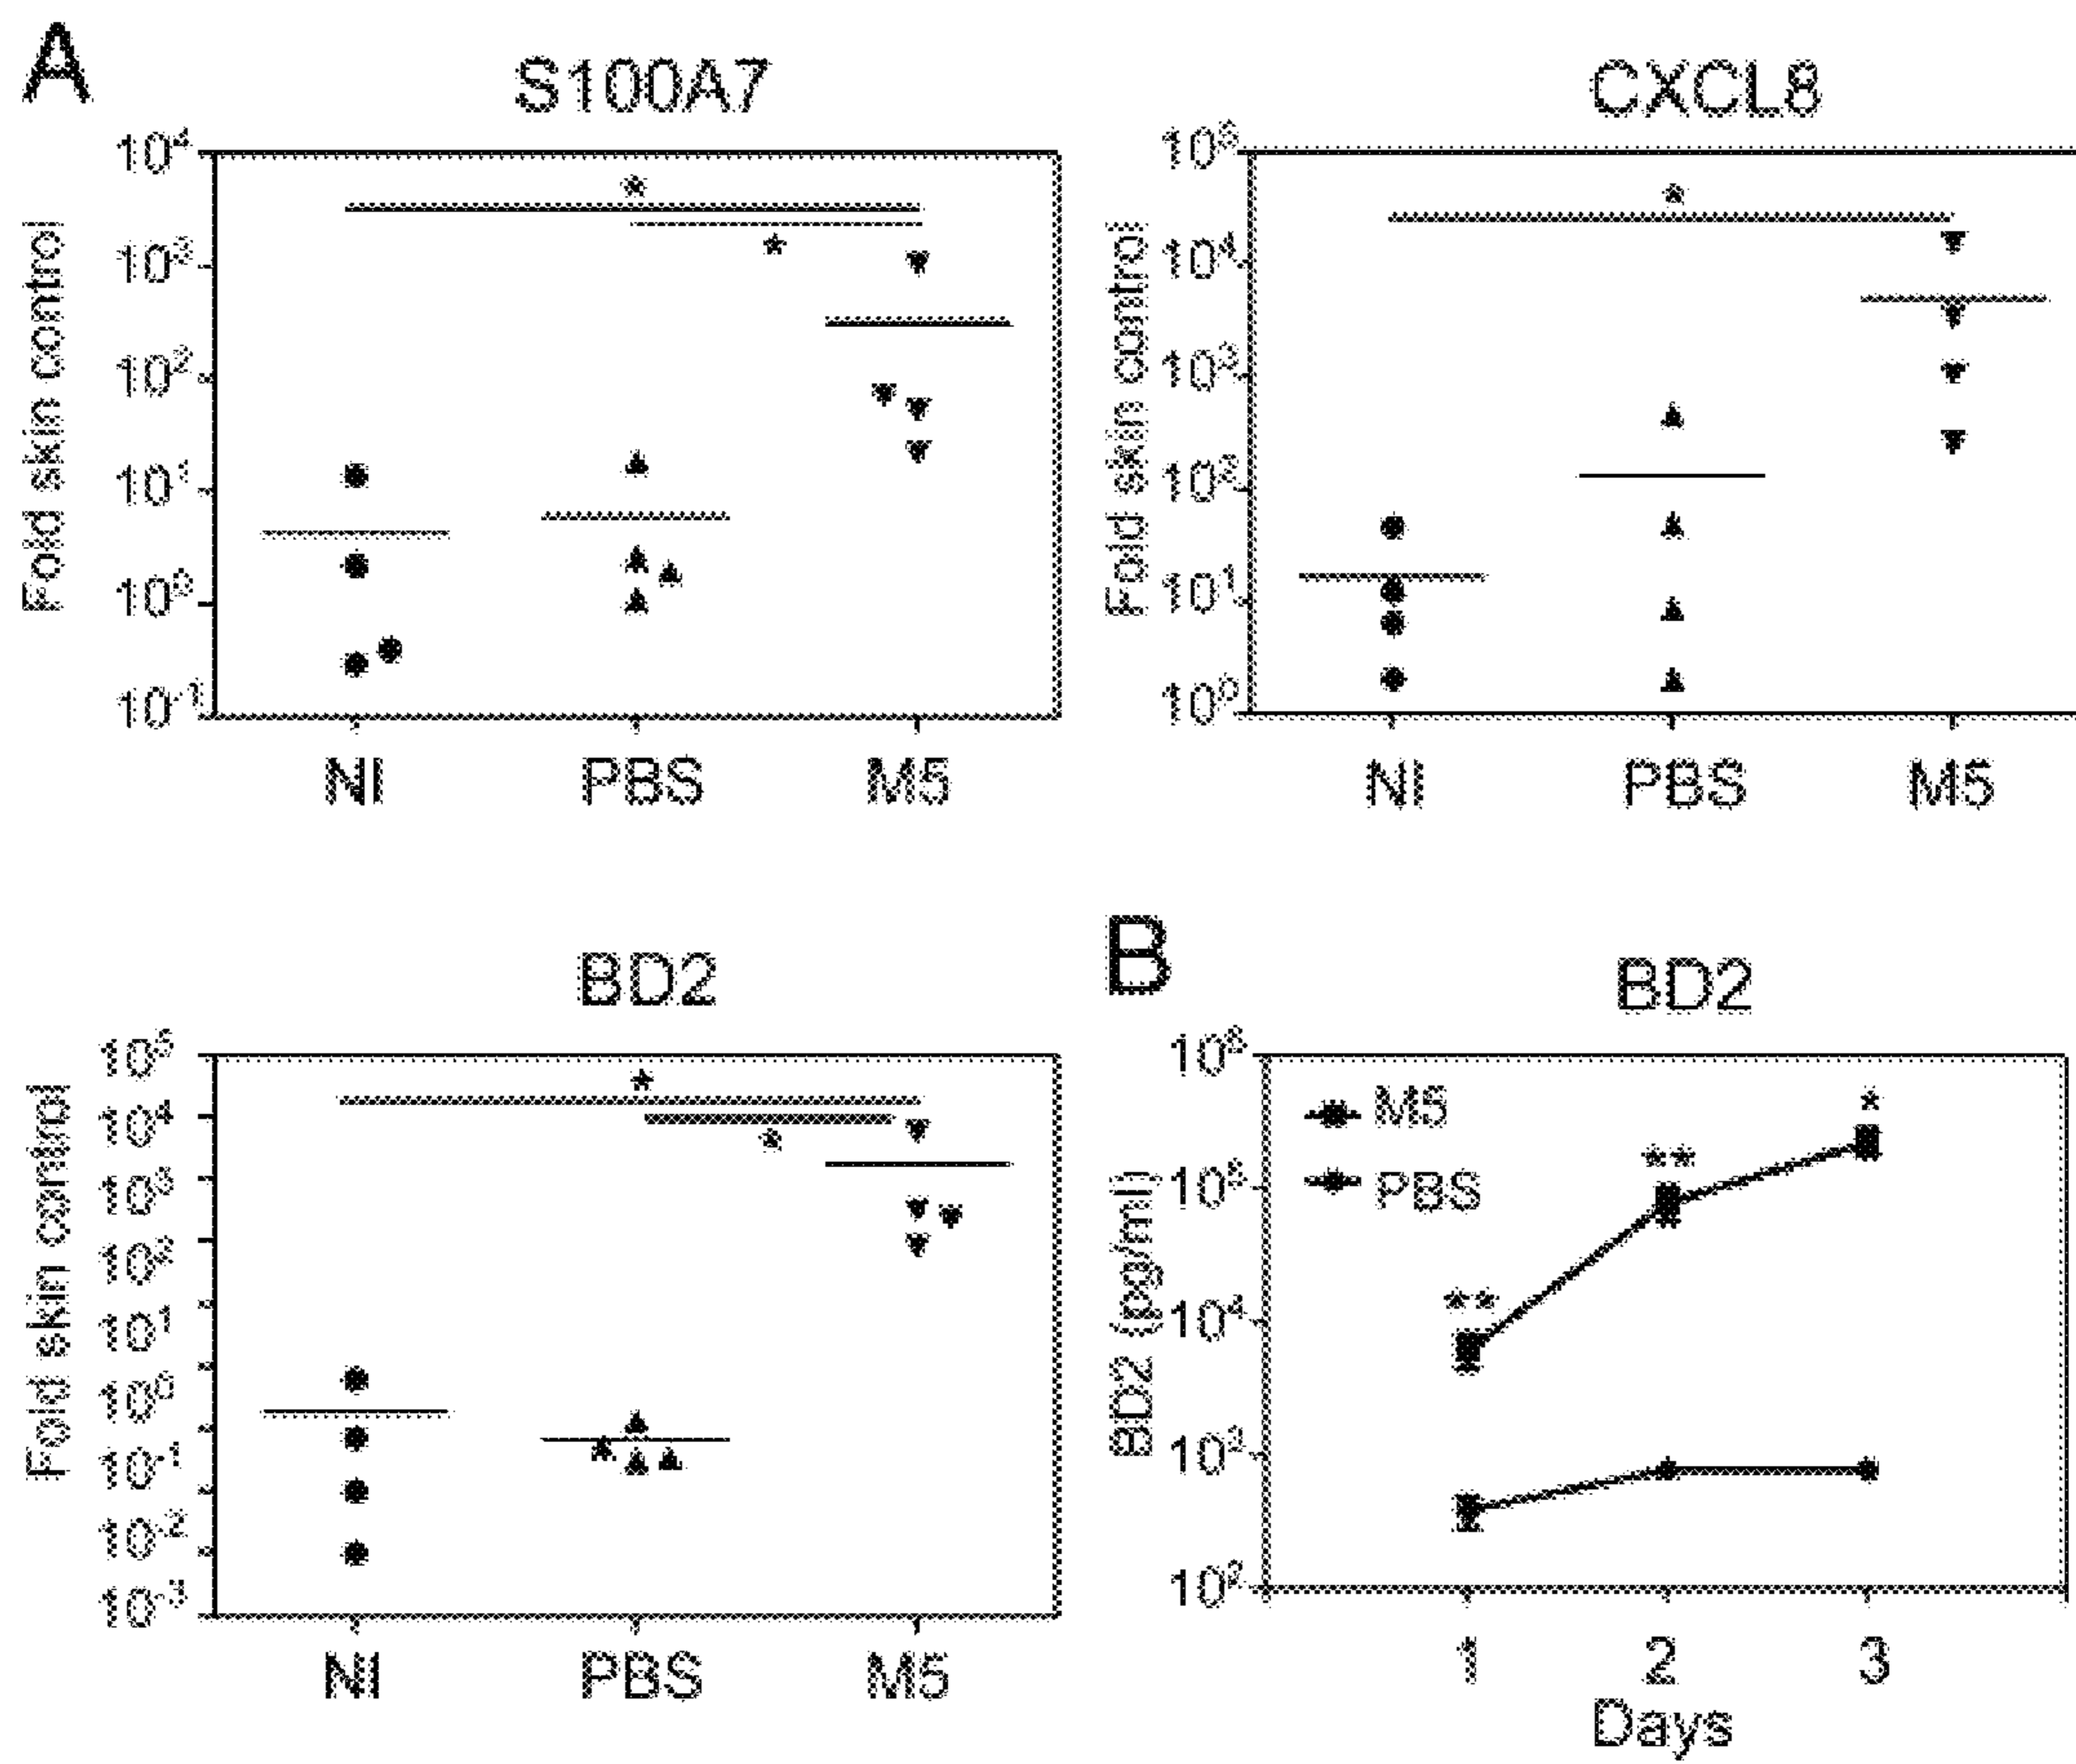 A
S100A7
Fold skin control
10⁴
10³
10²
10¹
10⁰
10⁻¹
*
*
NI PBS M5
CXCL8
Fold skin control
10⁵
10⁴
10³
10²
10¹
10⁰
*
NI PBS M5
BD2
Fold skin control
10⁵
10⁴
10³
10²
10¹
10⁰
10⁻¹
10⁻²
10⁻³
*
*
NI PBS M5
B
BD2
BD2 (pg/ml)
10⁶
10⁵
10⁴
10³
10²
M5
PBS
**
**
*
1 2 3
Days